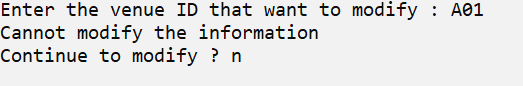 Enter the venue ID that want to modify : A01
Cannot modify the information
Continue to modify ? n